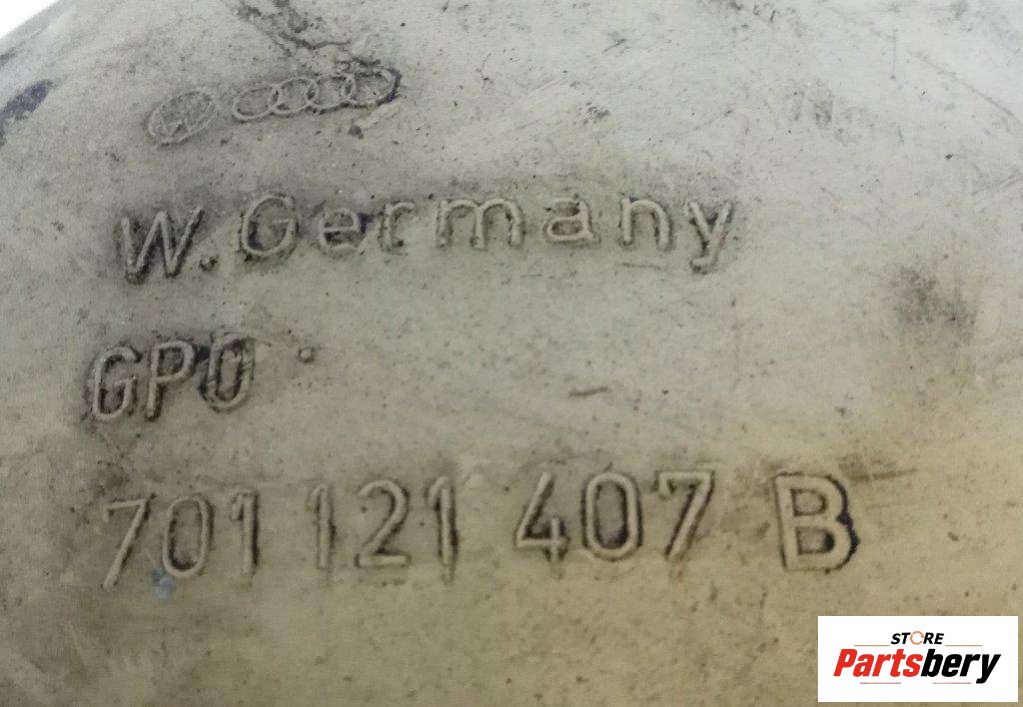 W. Germany
GPO
701 121 407 B
STORE
Partsbery